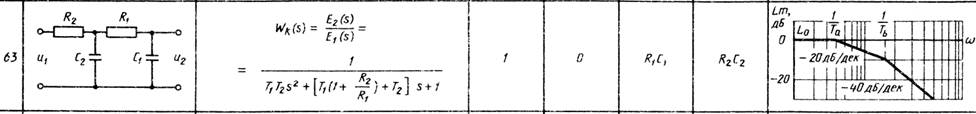 63
R₂ R₁
u₁ C₂ C₁ u₂
Wₖ(s) = E₂(s)/E₁(s) =
= 1/(T₁T₂s² + [T₁(1 + R₂/R₁) + T₂] s + 1)
1
0
R₁C₁
R₂C₂
Lm, дБ
L₀ 1/Tₐ 1/T_b ω
0
-20 дБ/дек
-20
-40 дБ/дек